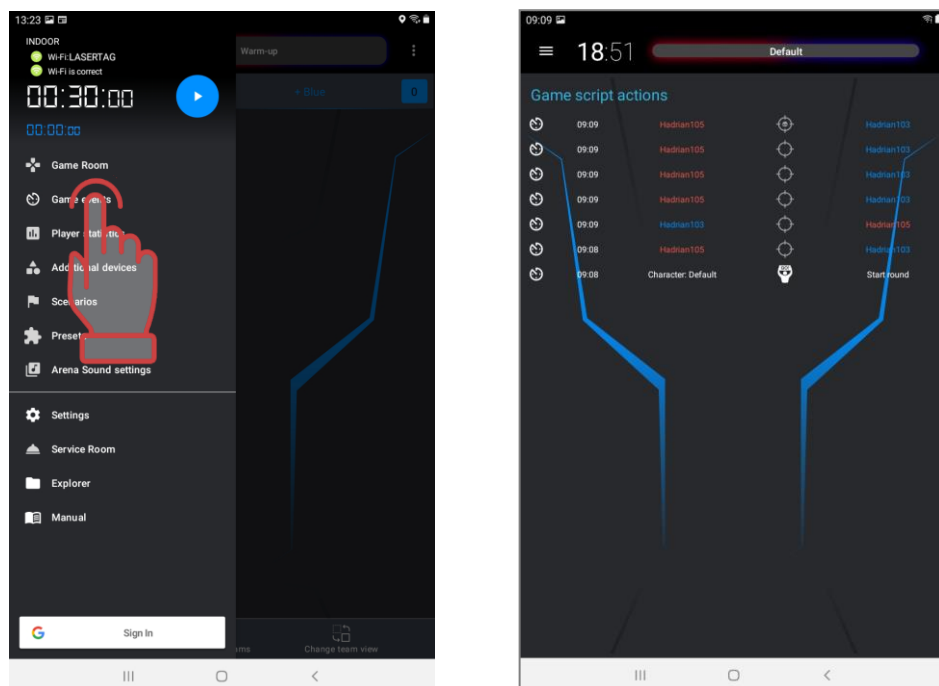 13:23
INDOOR
Wi-Fi:LASERTAG
Wi-Fi is correct
00:30:00
00:00:00
Game Room
Game events
Player statistics
Additional devices
Scenarios
Presets
Arena Sound settings
Settings
Service Room
Explorer
Manual
G Sign In
Warm-up
+ Blue 0
Change team view
09:09
18:51 Default
Game script actions
09:09 Hadrian105 Hadrian103
09:09 Hadrian105 Hadrian103
09:09 Hadrian105 Hadrian103
09:09 Hadrian105 Hadrian103
09:09 Hadrian103 Hadrian105
09:08 Hadrian105 Hadrian103
09:08 Character: Default Start round